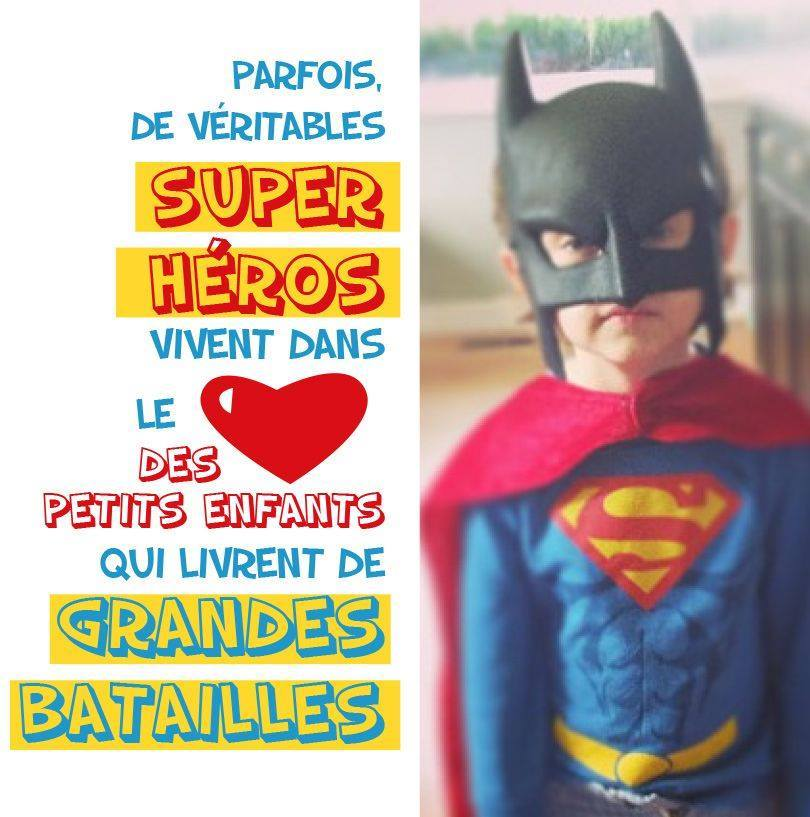 PARFOIS,
DE VÉRITABLES
SUPER
HÉROS
VIVENT DANS
LE
DES
PETITS ENFANTS
QUI LIVRENT DE
GRANDES
BATAILLES
S